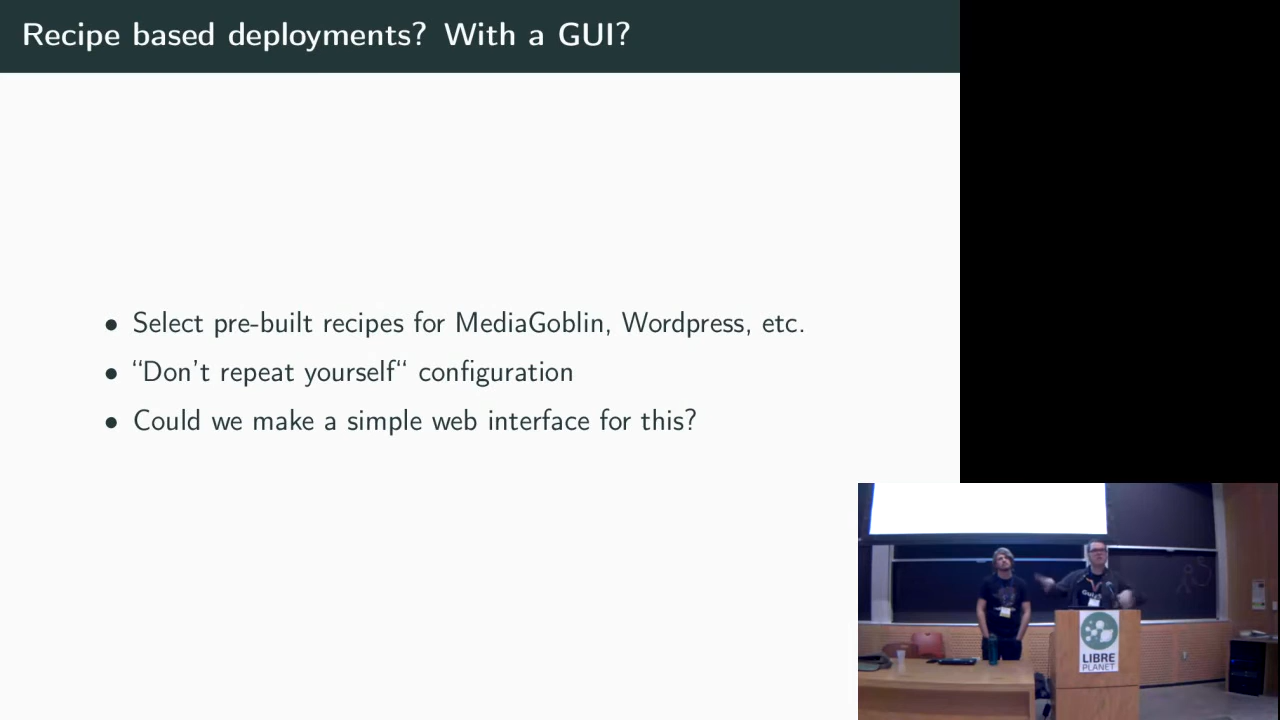 Recipe based deployments? With a GUI?
• Select pre-built recipes for MediaGoblin, Wordpress, etc.
• “Don't repeat yourself“ configuration
• Could we make a simple web interface for this?
LIBRE
PLANET